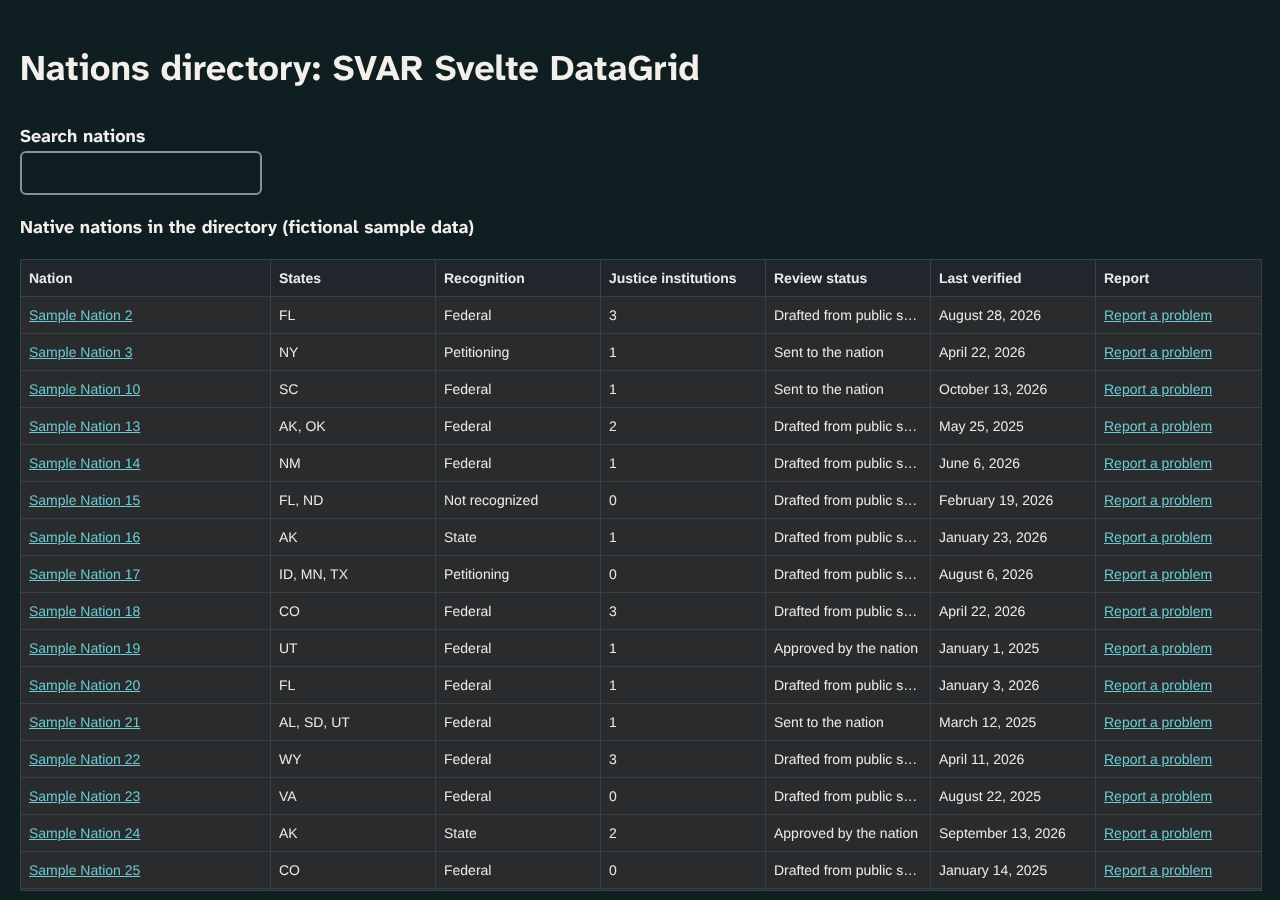 Nations directory: SVAR Svelte DataGrid
Search nations
Native nations in the directory (fictional sample data)
Nation States Recognition Justice institutions Review status Last verified Report
Sample Nation 2 FL Federal 3 Drafted from public s… August 28, 2026 Report a problem
Sample Nation 3 NY Petitioning 1 Sent to the nation April 22, 2026 Report a problem
Sample Nation 10 SC Federal 1 Sent to the nation October 13, 2026 Report a problem
Sample Nation 13 AK, OK Federal 2 Drafted from public s… May 25, 2025 Report a problem
Sample Nation 14 NM Federal 1 Drafted from public s… June 6, 2026 Report a problem
Sample Nation 15 FL, ND Not recognized 0 Drafted from public s… February 19, 2026 Report a problem
Sample Nation 16 AK State 1 Drafted from public s… January 23, 2026 Report a problem
Sample Nation 17 ID, MN, TX Petitioning 0 Drafted from public s… August 6, 2026 Report a problem
Sample Nation 18 CO Federal 3 Drafted from public s… April 22, 2026 Report a problem
Sample Nation 19 UT Federal 1 Approved by the nation January 1, 2025 Report a problem
Sample Nation 20 FL Federal 1 Drafted from public s… January 3, 2026 Report a problem
Sample Nation 21 AL, SD, UT Federal 1 Sent to the nation March 12, 2025 Report a problem
Sample Nation 22 WY Federal 3 Drafted from public s… April 11, 2026 Report a problem
Sample Nation 23 VA Federal 0 Drafted from public s… August 22, 2025 Report a problem
Sample Nation 24 AK State 2 Approved by the nation September 13, 2026 Report a problem
Sample Nation 25 CO Federal 0 Drafted from public s… January 14, 2025 Report a problem